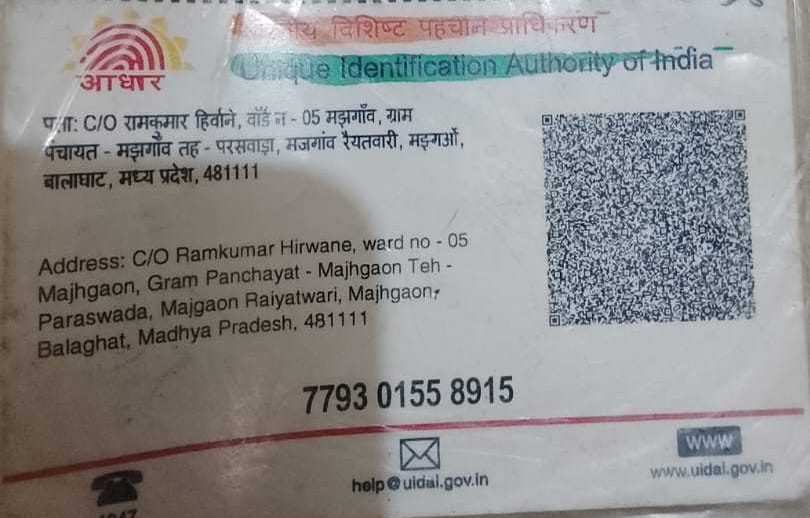 विशिष्ट पहचान प्राधिकरण
Unique Identification Authority of India
आधार
पता: C/O रामकुमार हिर्वाने, वॉर्ड न - 05 मझगाँव, ग्राम
पंचायत - मझगाँव तह - परसवाड़ा, मजगांव रैयतवारी, मझ्गओं,
बालाघाट, मध्य प्रदेश, 481111
Address: C/O Ramkumar Hirwane, ward no - 05
Majhgaon, Gram Panchayat - Majhgaon Teh -
Paraswada, Majgaon Raiyatwari, Majhgaon,
Balaghat, Madhya Pradesh, 481111
7793 0155 8915
www
help@uidai.gov.in
www.uidai.gov.in